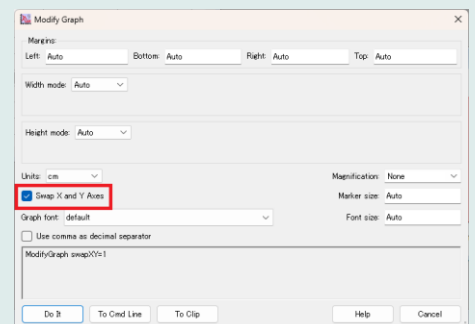 Modify Graph
Margins:
Left: Auto Bottom: Auto Right: Auto Top: Auto
Width mode: Auto
Height mode: Auto
Units: cm Magnification: None
Swap X and Y Axes Marker size: Auto
Graph font: default Font size: Auto
Use comma as decimal separator
ModifyGraph swapXY=1
Do It To Cmd Line To Clip Help Cancel